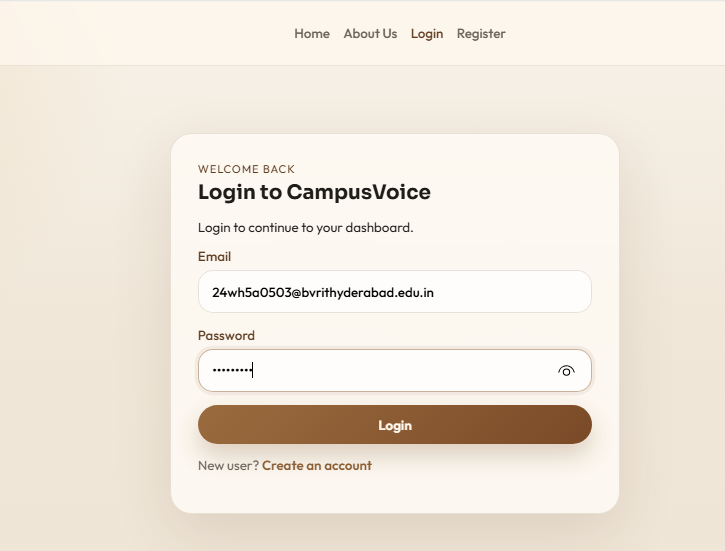 Home About Us Login Register
WELCOME BACK
Login to CampusVoice
Login to continue to your dashboard.
Email
24wh5a0503@bvrithyderabad.edu.in
Password
•••••••••
Login
New user? Create an account